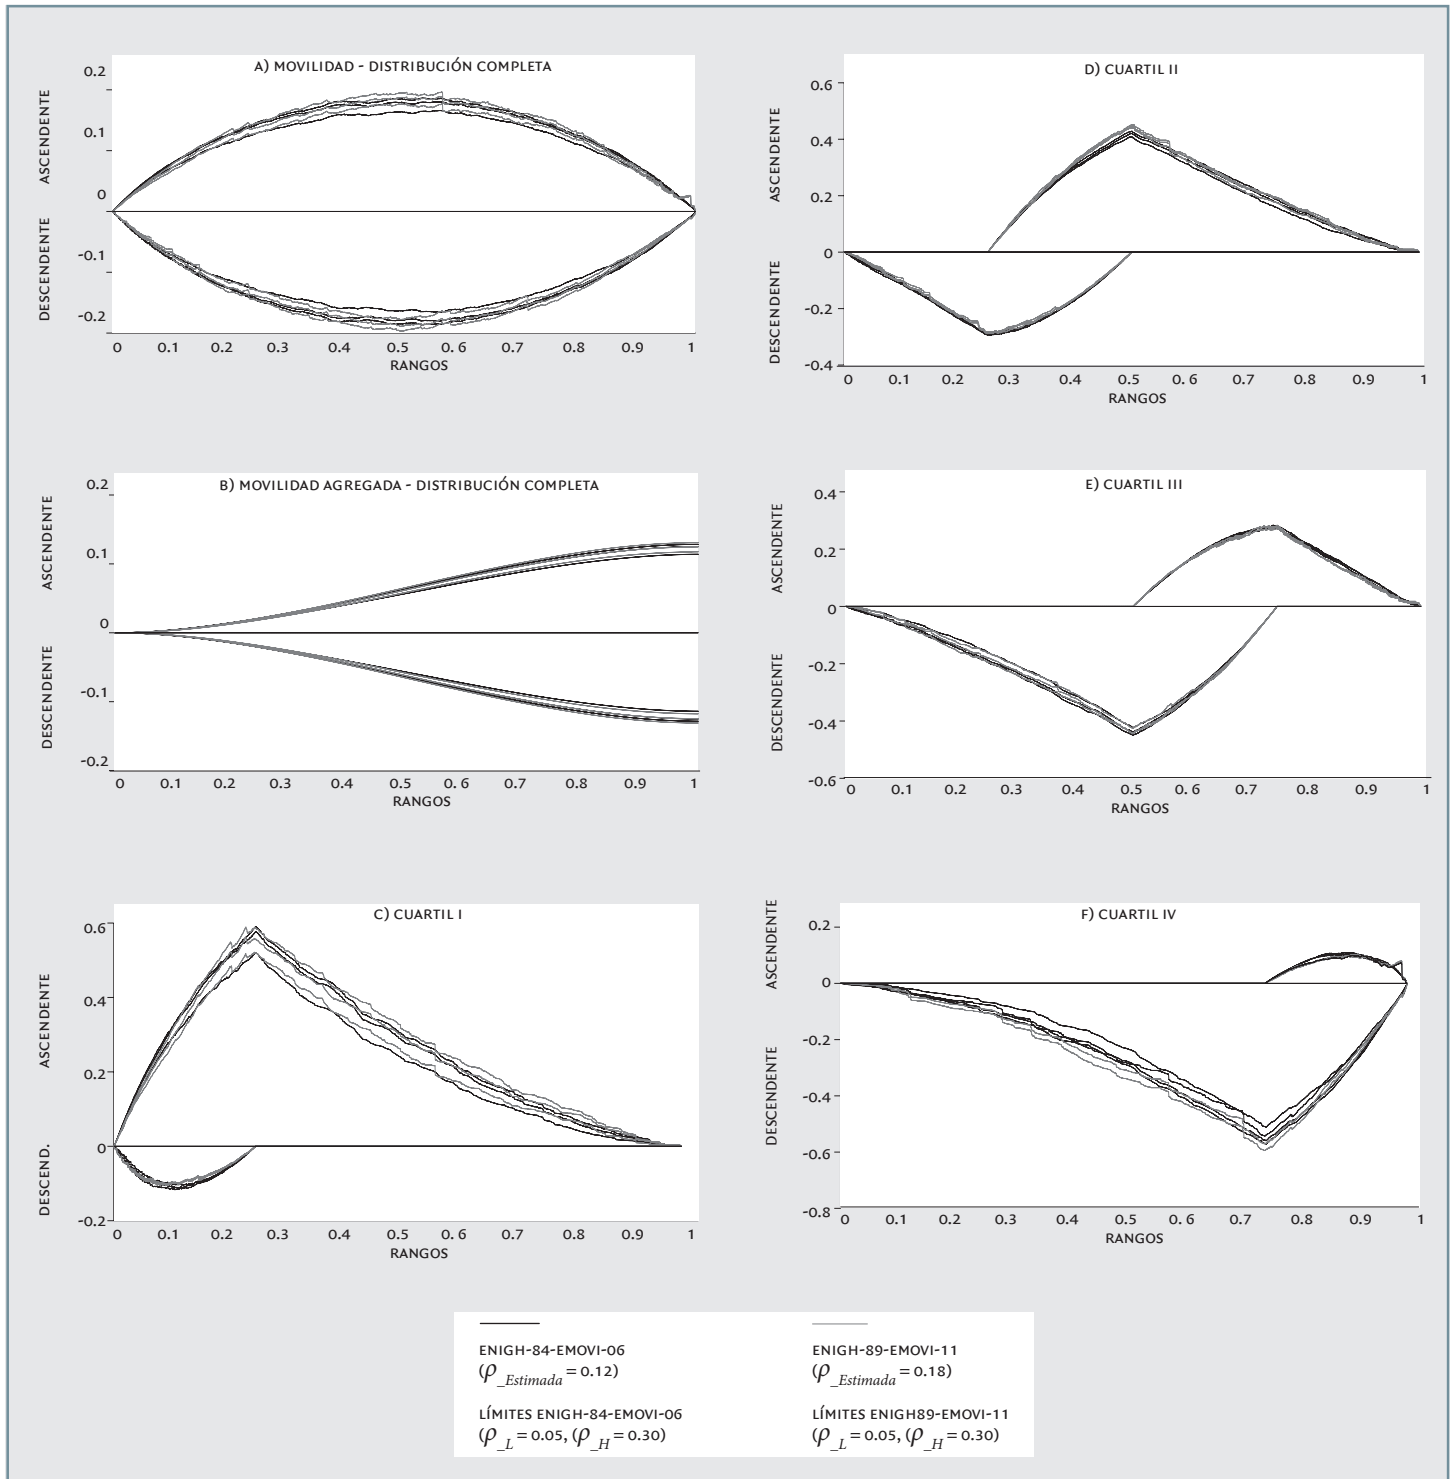 A) MOVILIDAD - DISTRIBUCIÓN COMPLETA
ASCENDENTE
DESCENDENTE
0.2
0.1
0
-0.1
-0.2
0 0.1 0.2 0.3 0.4 0.5 0.6 0.7 0.8 0.9 1
RANGOS
D) CUARTIL II
ASCENDENTE
DESCENDENTE
0.6
0.4
0.2
0
-0.2
-0.4
0 0.1 0.2 0.3 0.4 0.5 0.6 0.7 0.8 0.9 1
RANGOS
B) MOVILIDAD AGREGADA - DISTRIBUCIÓN COMPLETA
ASCENDENTE
DESCENDENTE
0.2
0.1
0
-0.1
-0.2
0 0.1 0.2 0.3 0.4 0.5 0.6 0.7 0.8 0.9 1
RANGOS
E) CUARTIL III
ASCENDENTE
DESCENDENTE
0.4
0.2
0
-0.2
-0.4
-0.6
0 0.1 0.2 0.3 0.4 0.5 0.6 0.7 0.8 0.9 1
RANGOS
C) CUARTIL I
ASCENDENTE
DESCEND.
0.6
0.4
0.2
0
-0.2
0 0.1 0.2 0.3 0.4 0.5 0.6 0.7 0.8 0.9 1
RANGOS
F) CUARTIL IV
ASCENDENTE
DESCENDENTE
0.2
0
-0.2
-0.4
-0.6
-0.8
0 0.1 0.2 0.3 0.4 0.5 0.6 0.7 0.8 0.9 1
RANGOS
ENIGH-84-EMOVI-06
(φ_Estimada = 0.12)
LÍMITES ENIGH-84-EMOVI-06
(φ_L = 0.05, (φ_H = 0.30)
ENIGH-89-EMOVI-11
(φ_Estimada = 0.18)
LÍMITES ENIGH89-EMOVI-11
(φ_L = 0.05, (φ_H = 0.30)